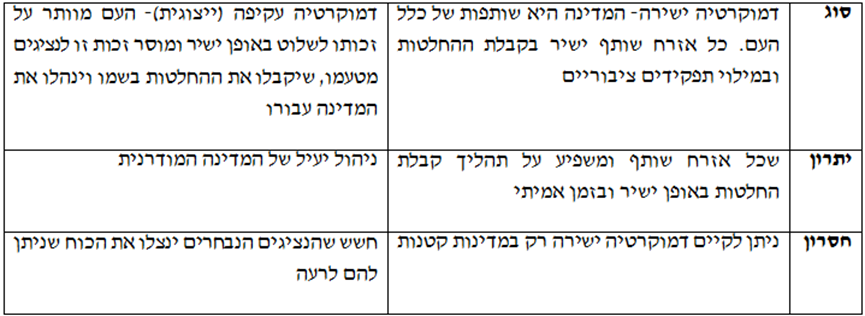 סוג
דמוקרטיה ישירה- המדינה היא שותפות של כלל
העם. כל אזרח שותף ישיר בקבלת ההחלטות
ובמילוי תפקידים ציבוריים
דמוקרטיה עקיפה (ייצוגית)- העם מוותר על
זכותו לשלוט באופן ישיר ומוסר זכות זו לנציגים
מטעמו, שיקבלו את ההחלטות בשמו וינהלו את
המדינה עבורו
יתרון
שכל אזרח שותף ומשפיע על תהליך קבלת
החלטות באופן ישיר ובזמן אמיתי
ניהול יעיל של המדינה המודרנית
חסרון
ניתן לקיים דמוקרטיה ישירה רק במדינות קטנות
חשש שהנציגים הנבחרים ינצלו את הכוח שניתן
להם לרעה